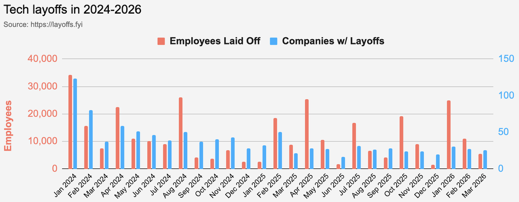 Tech layoffs in 2024-2026
Source: https://layoffs.fyi
Employees Laid Off
Companies w/ Layoffs
40,000
30,000
20,000
10,000
0
Employees
150
100
50
0
Jan 2024
Feb 2024
Mar 2024
Apr 2024
May 2024
Jun 2024
Jul 2024
Aug 2024
Sep 2024
Oct 2024
Nov 2024
Dec 2024
Jan 2025
Feb 2025
Mar 2025
Apr 2025
May 2025
Jun 2025
Jul 2025
Aug 2025
Sep 2025
Oct 2025
Nov 2025
Dec 2025
Jan 2026
Feb 2026
Mar 2026